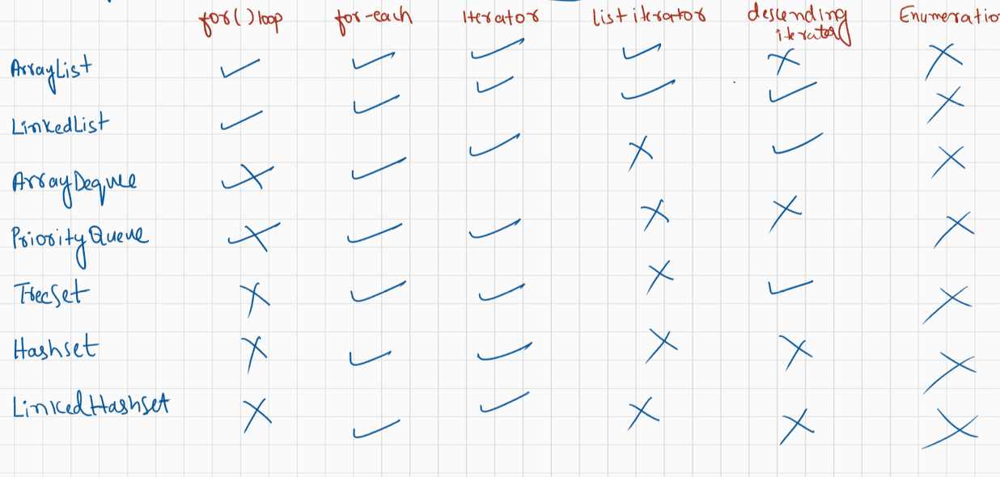 for() loop for-each Iterator list iterator descending iterator Enumeratio
ArrayList ✓ ✓ ✓ ✓ ✗ ✗
LinkedList ✓ ✓ ✓ ✓ ✓ ✗
ArrayDeque ✗ ✓ ✓ ✗ ✓ ✗
PriorityQueue ✗ ✓ ✓ ✗ ✗ ✗
TreeSet ✗ ✓ ✓ ✗ ✓ ✗
Hashset ✗ ✓ ✓ ✗ ✗ ✗
LinkedHashset ✗ ✓ ✓ ✗ ✗ ✗